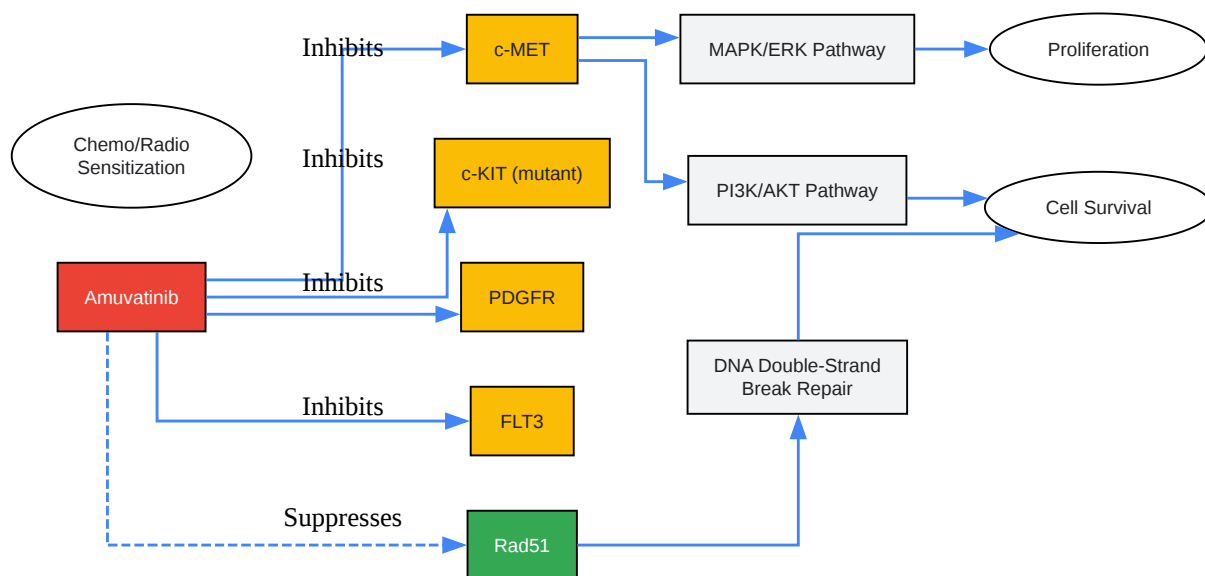 Inhibits
c-MET
MAPK/ERK Pathway
Proliferation
Chemo/Radio
Sensitization
Inhibits
c-KIT (mutant)
PI3K/AKT Pathway
Cell Survival
Amuvatinib
Inhibits
PDGFR
DNA Double-Strand
Break Repair
Inhibits
FLT3
Suppresses
Rad51